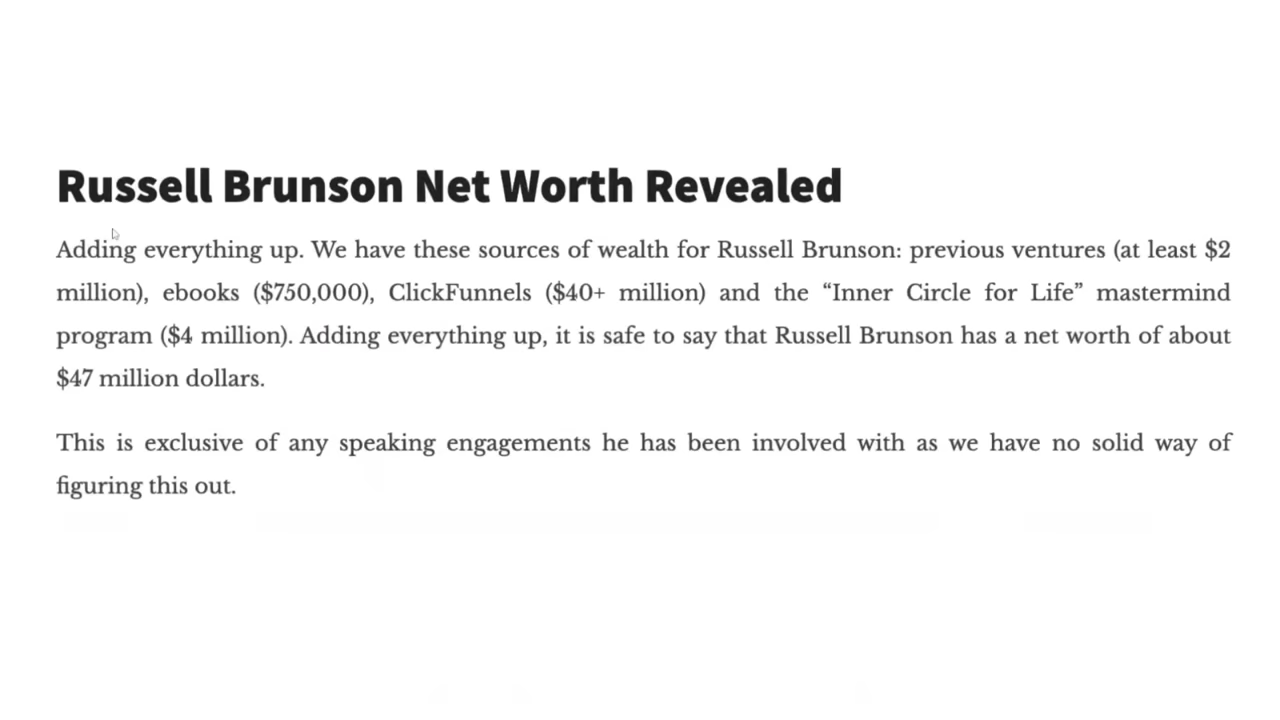 Russell Brunson Net Worth Revealed
Adding everything up. We have these sources of wealth for Russell Brunson: previous ventures (at least $2
million), ebooks ($750,000), ClickFunnels ($40+ million) and the “Inner Circle for Life” mastermind
program ($4 million). Adding everything up, it is safe to say that Russell Brunson has a net worth of about
$47 million dollars.
This is exclusive of any speaking engagements he has been involved with as we have no solid way of
figuring this out.